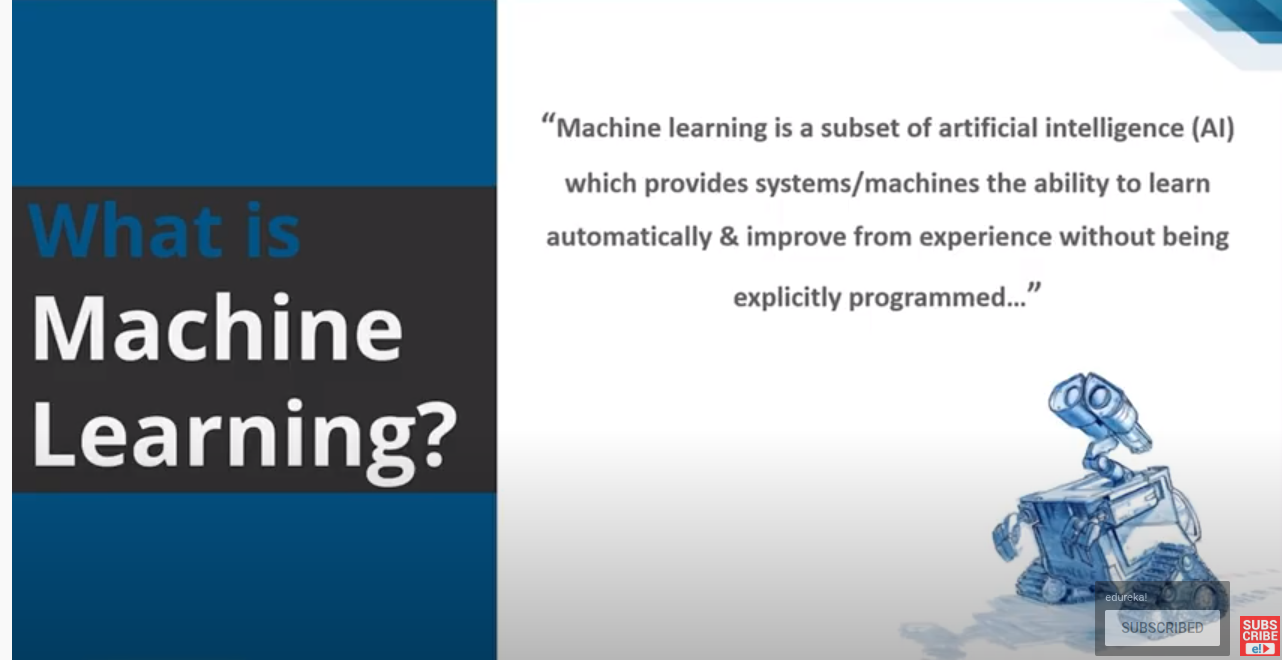 What is
Machine
Learning?
“Machine learning is a subset of artificial intelligence (AI)
which provides systems/machines the ability to learn
automatically & improve from experience without being
explicitly programmed…”
edureka!
SUBSCRIBED
SUBS
CRIBE
e!